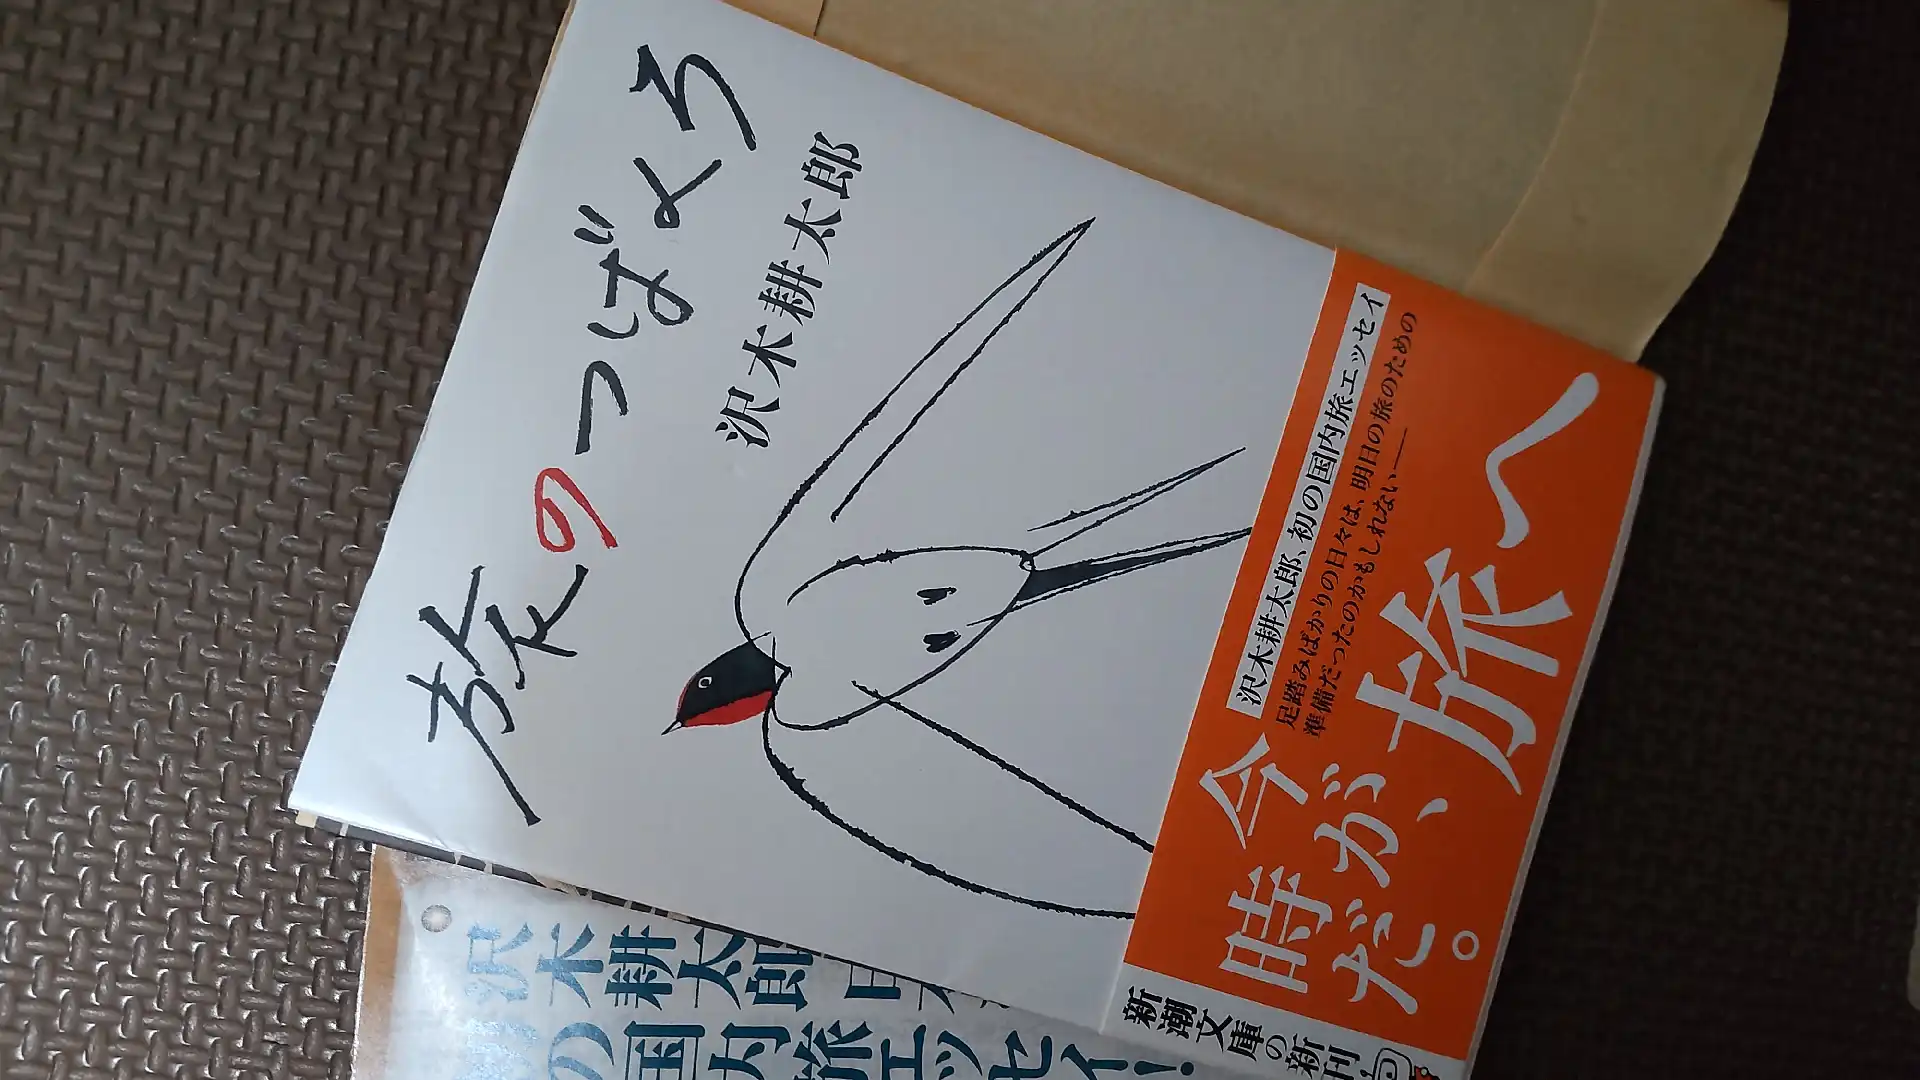 旅のつばくろ
沢木耕太郎
沢木耕太郎、初の国内旅エッセイ
足踏みばかりの日々は、明日の旅のための
準備だったのかもしれない――
旅へ
今が、
時だ。
新潮文庫の新刊
沢木耕太郎
の国内旅エッセイ!